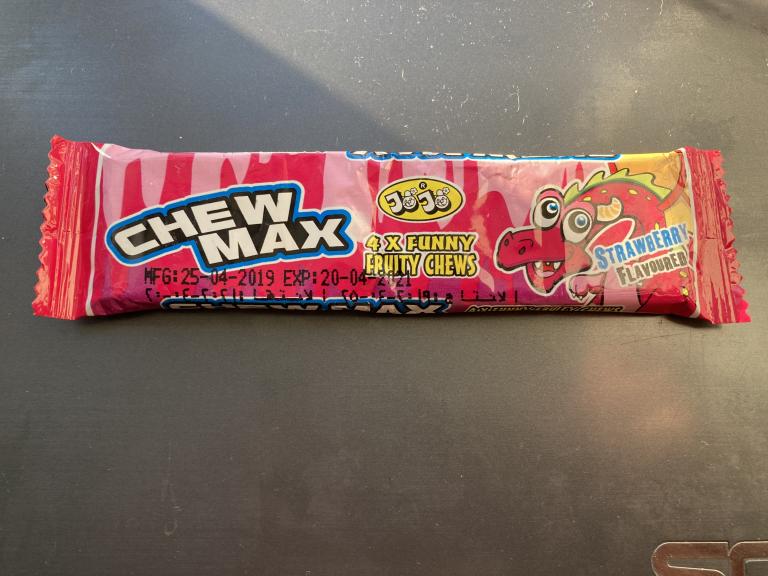 CHEW
MAX
JoJo
®
4 X FUNNY
FRUITY CHEWS
STRAWBERRY
FLAVOURED
MFG:25-04-2019 EXP:20-04-2021
CHEW MAX